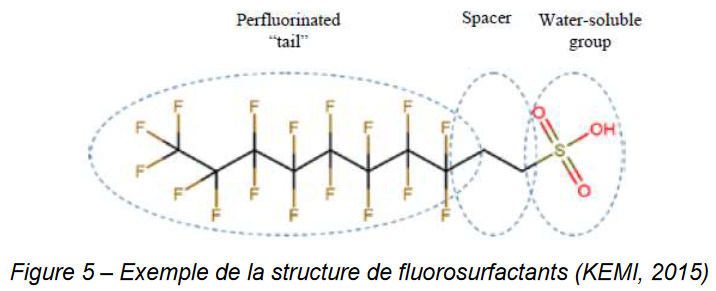 Perfluorinated Spacer Water-soluble
"tail" group
F F F F F F F F
F
F F F F F F F F
O
OH
S
O
Figure 5 – Exemple de la structure de fluorosurfactants (KEMI, 2015)